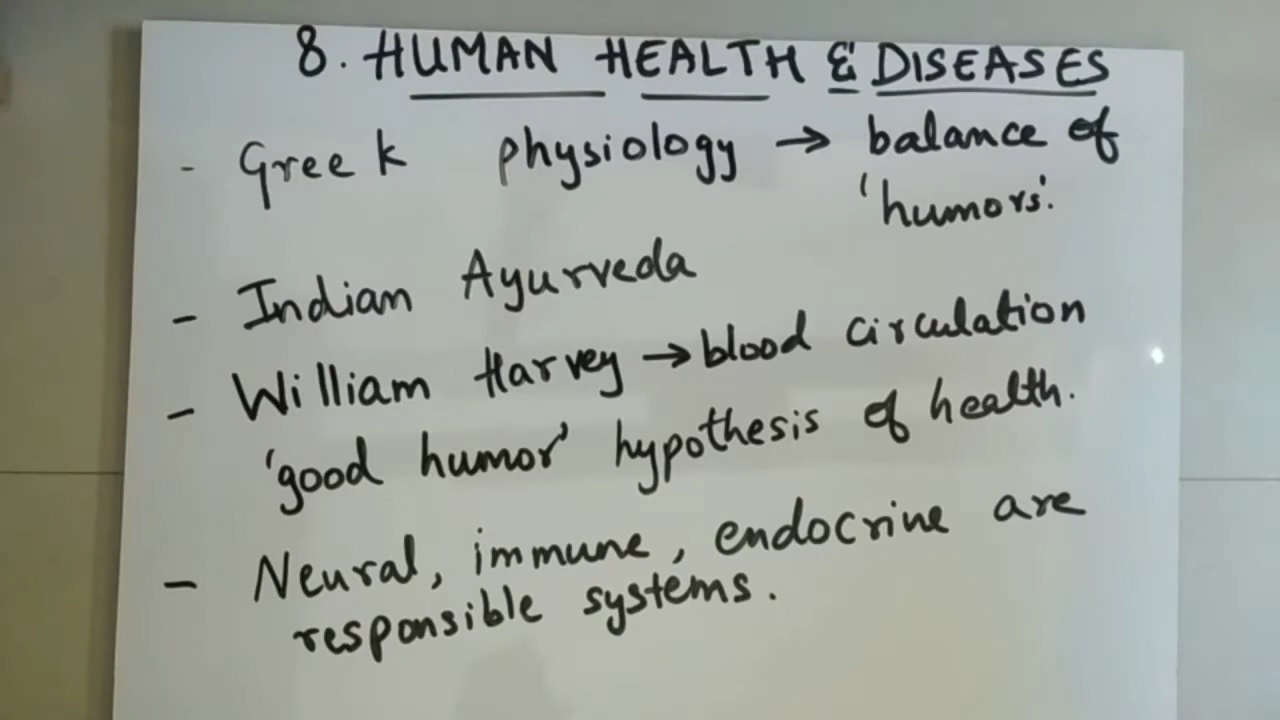 8. HUMAN HEALTH & DISEASES
- Greek physiology → balance of
'humors'.
- Indian Ayurveda
- William Harvey → blood circulation
'good humor' hypothesis of health.
- Neural, immune, endocrine are
responsible systems.